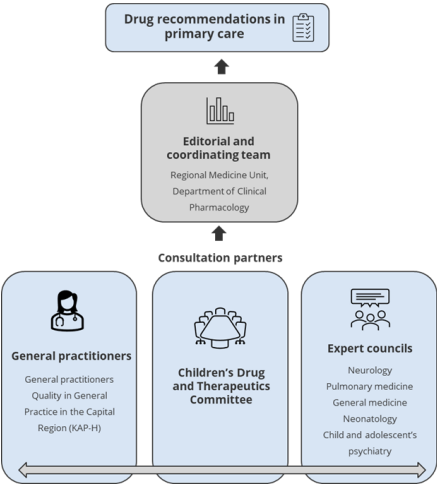 Drug recommendations in
primary care
Editorial and
coordinating team
Regional Medicine Unit,
Department of Clinical
Pharmacology
Consultation partners
General practitioners
General practitioners
Quality in General
Practice in the Capital
Region (KAP-H)
Children's Drug
and Therapeutics
Committee
Expert councils
Neurology
Pulmonary medicine
General medicine
Neonatology
Child and adolescent's
psychiatry